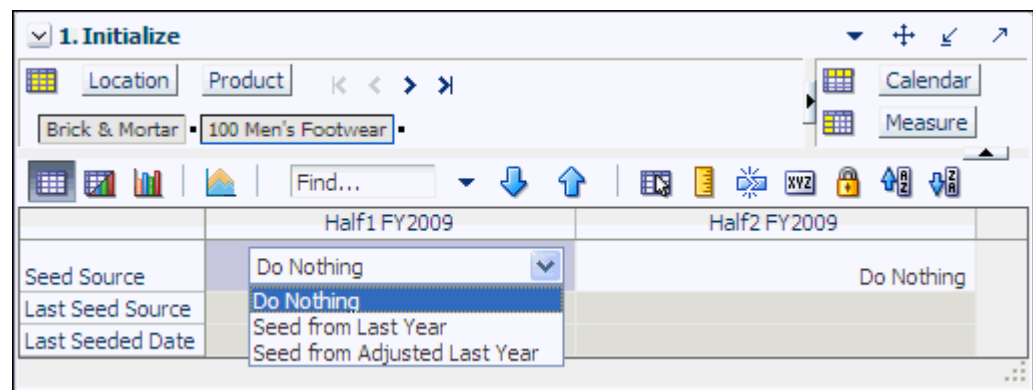 1. Initialize
Location Product Calendar
Brick & Mortar 100 Men's Footwear Measure
Find... XYZ A Z Z A
Half1 FY2009 Half2 FY2009
Seed Source Do Nothing Do Nothing
Do Nothing
Last Seed Source Seed from Last Year
Last Seeded Date Seed from Adjusted Last Year